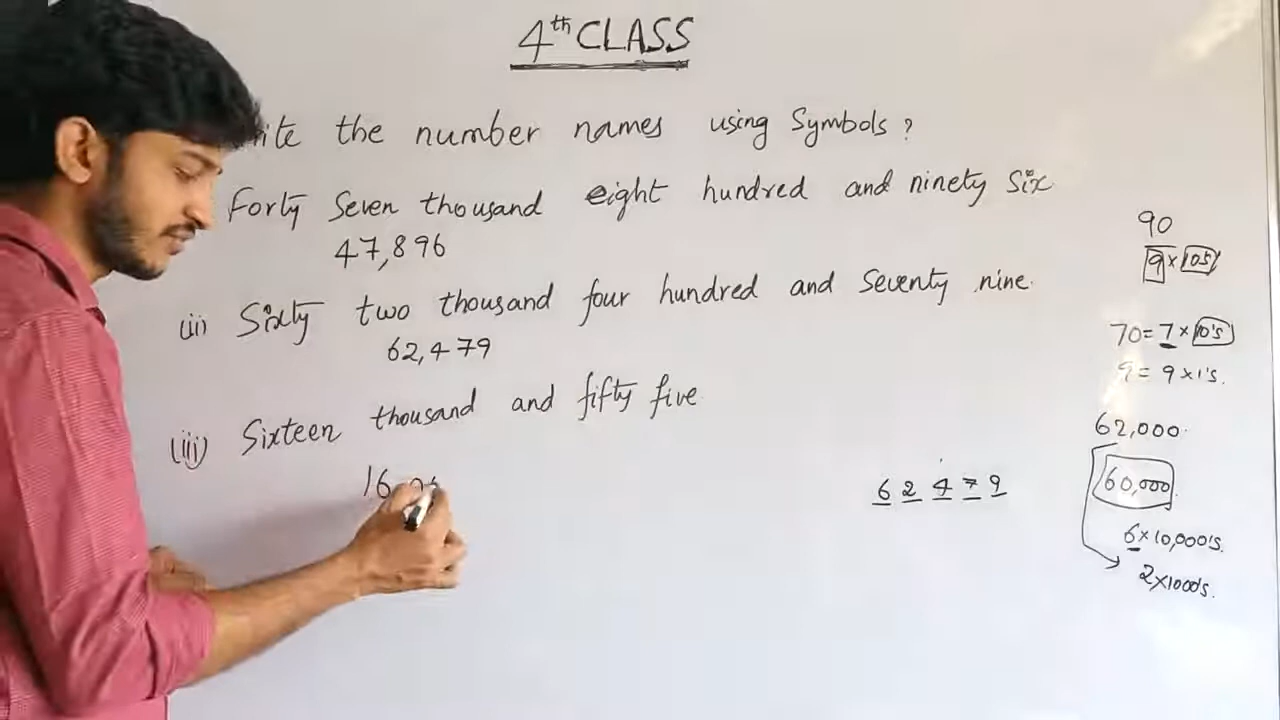 4th CLASS
the number names using Symbols ?
Forty Seven thousand eight hundred and ninety Six
47,896
(ii) Sixty two thousand four hundred and Seventy nine.
62,479
(iii) Sixteen thousand and fifty five
16
90
9 × 10's
70 = 7 × 10's
9 = 9 × 1's.
62,000.
60,000.
6 × 10,000's.
2 × 1000's.
6 2 4 7 9